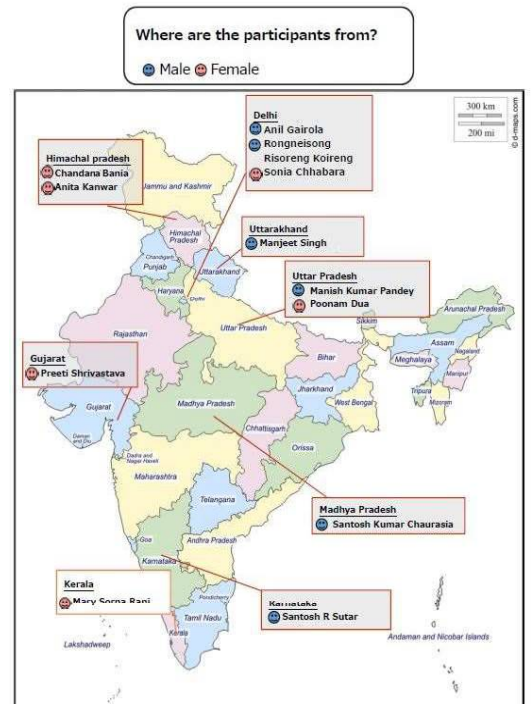 Where are the participants from?
Male Female
300 km
200 mi
© d-maps.com
Delhi
Anil Gairola
Rongneisong
Risoreng Koireng
Sonia Chhabara
Himachal pradesh
Chandana Bania
Anita Kanwar
Jammu and Kashmir
Himachal
Pradesh
Uttarakhand
Manjeet Singh
Chandigarh
Punjab
Uttarakhand
Haryana
Uttar Pradesh
Manish Kumar Pandey
Poonam Dua
Arunachal Pradesh
Sikkim
Rajasthan
Uttar Pradesh
Assam
Nagaland
Meghalaya
Manipur
Bihar
Gujarat
Preeti Shrivastava
Tripura
Mizoram
Jharkhand
West Bengal
Gujarat
Madhya Pradesh
Chhattisgarh
Daman
and Diu
Orissa
Dadra and
Nagar Haveli
Maharashtra
Telangana
Madhya Pradesh
Santosh Kumar Chaurasia
Goa
Andhra Pradesh
Karnataka
Kerala
Mary Sorna Rani
Karnataka
Santosh R Sutar
Pondicherry
Tamil Nadu
Kerala
Lakshadweep
Andaman and Nicobar Islands